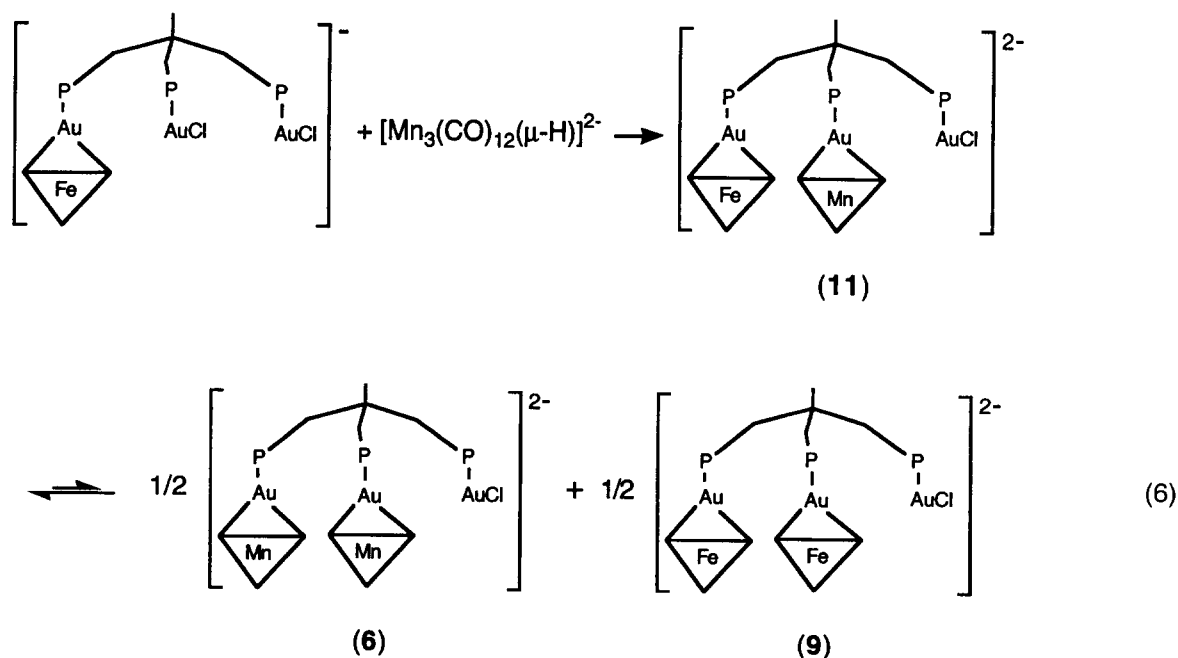 -
P P P
Au AuCl AuCl
Fe
+ [Mn3(CO)12(μ-H)]2-
2-
P P P
Au Au AuCl
Fe Mn
(11)
1/2
2-
P P P
Au Au AuCl
Mn Mn
(6)
+ 1/2
2-
P P P
Au Au AuCl
Fe Fe
(9)
(6)